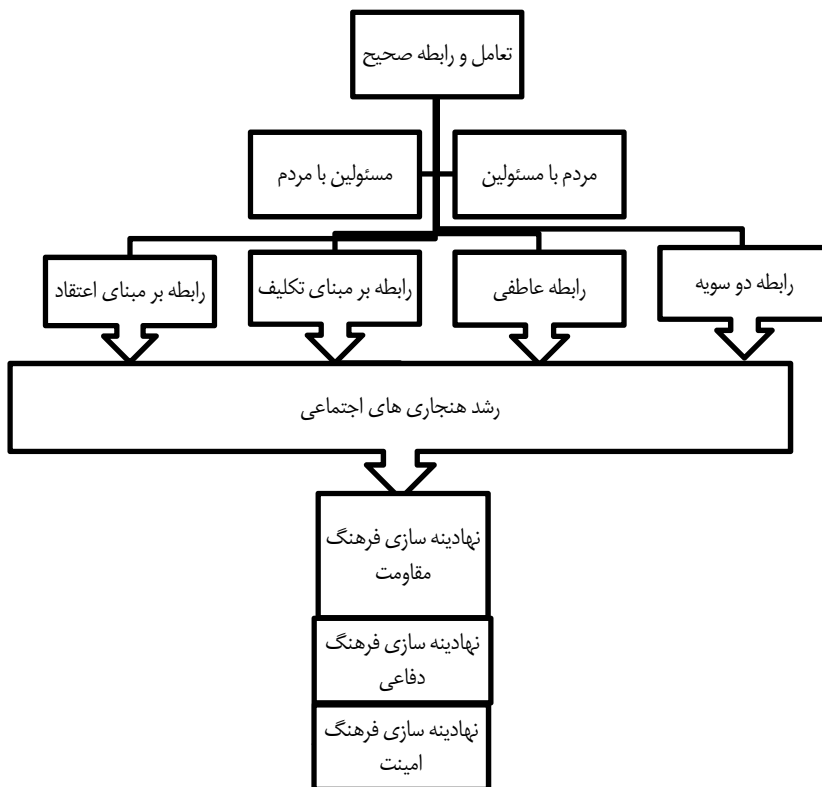 تعامل و رابطه صحیح
مردم با مسئولین
مسئولین با مردم
رابطه دو سویه
رابطه عاطفی
رابطه بر مبنای تکلیف
رابطه بر مبنای اعتقاد
رشد هنجاری های اجتماعی
نهادینه سازی فرهنگ
مقاومت
نهادینه سازی فرهنگ
دفاعی
نهادینه سازی فرهنگ
امینت